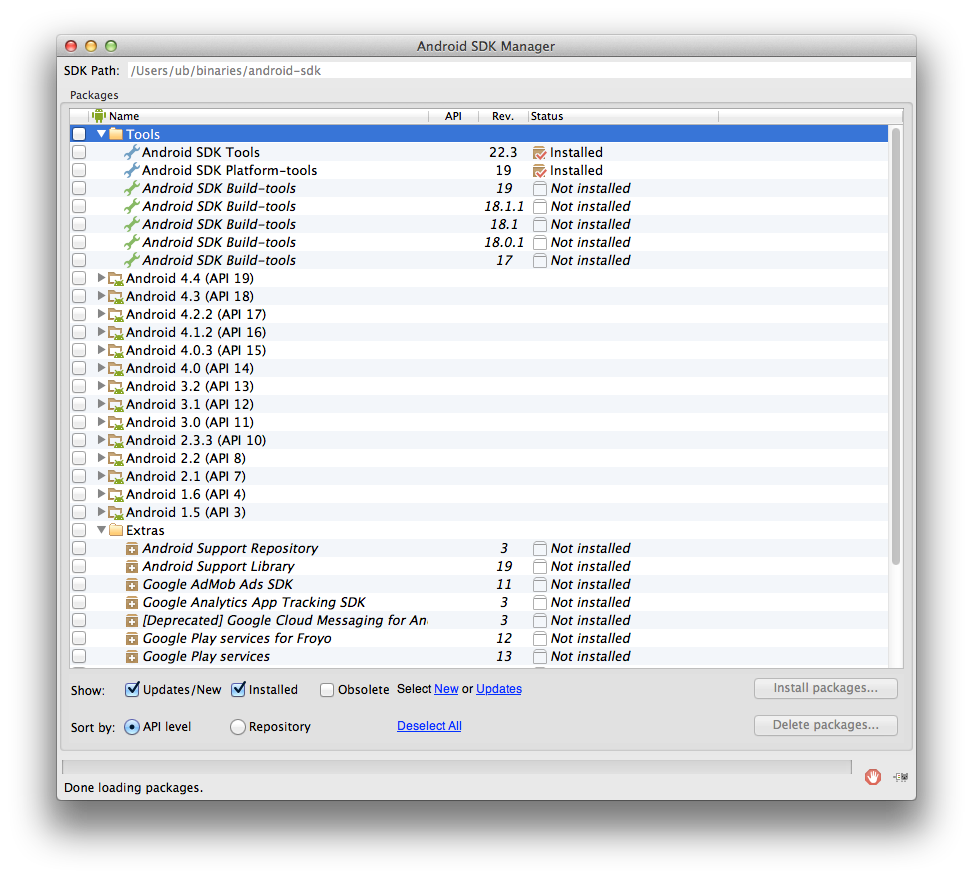 Android SDK Manager
SDK Path: /Users/ub/binaries/android-sdk
Packages
Name API Rev. Status
Tools
Android SDK Tools 22.3 Installed
Android SDK Platform-tools 19 Installed
Android SDK Build-tools 19 Not installed
Android SDK Build-tools 18.1.1 Not installed
Android SDK Build-tools 18.1 Not installed
Android SDK Build-tools 18.0.1 Not installed
Android SDK Build-tools 17 Not installed
Android 4.4 (API 19)
Android 4.3 (API 18)
Android 4.2.2 (API 17)
Android 4.1.2 (API 16)
Android 4.0.3 (API 15)
Android 4.0 (API 14)
Android 3.2 (API 13)
Android 3.1 (API 12)
Android 3.0 (API 11)
Android 2.3.3 (API 10)
Android 2.2 (API 8)
Android 2.1 (API 7)
Android 1.6 (API 4)
Android 1.5 (API 3)
Extras
Android Support Repository 3 Not installed
Android Support Library 19 Not installed
Google AdMob Ads SDK 11 Not installed
Google Analytics App Tracking SDK 3 Not installed
[Deprecated] Google Cloud Messaging for An 3 Not installed
Google Play services for Froyo 12 Not installed
Google Play services 13 Not installed
Show: Updates/New Installed Obsolete Select New or Updates Install packages...
Sort by: API level Repository Deselect All Delete packages...
Done loading packages.